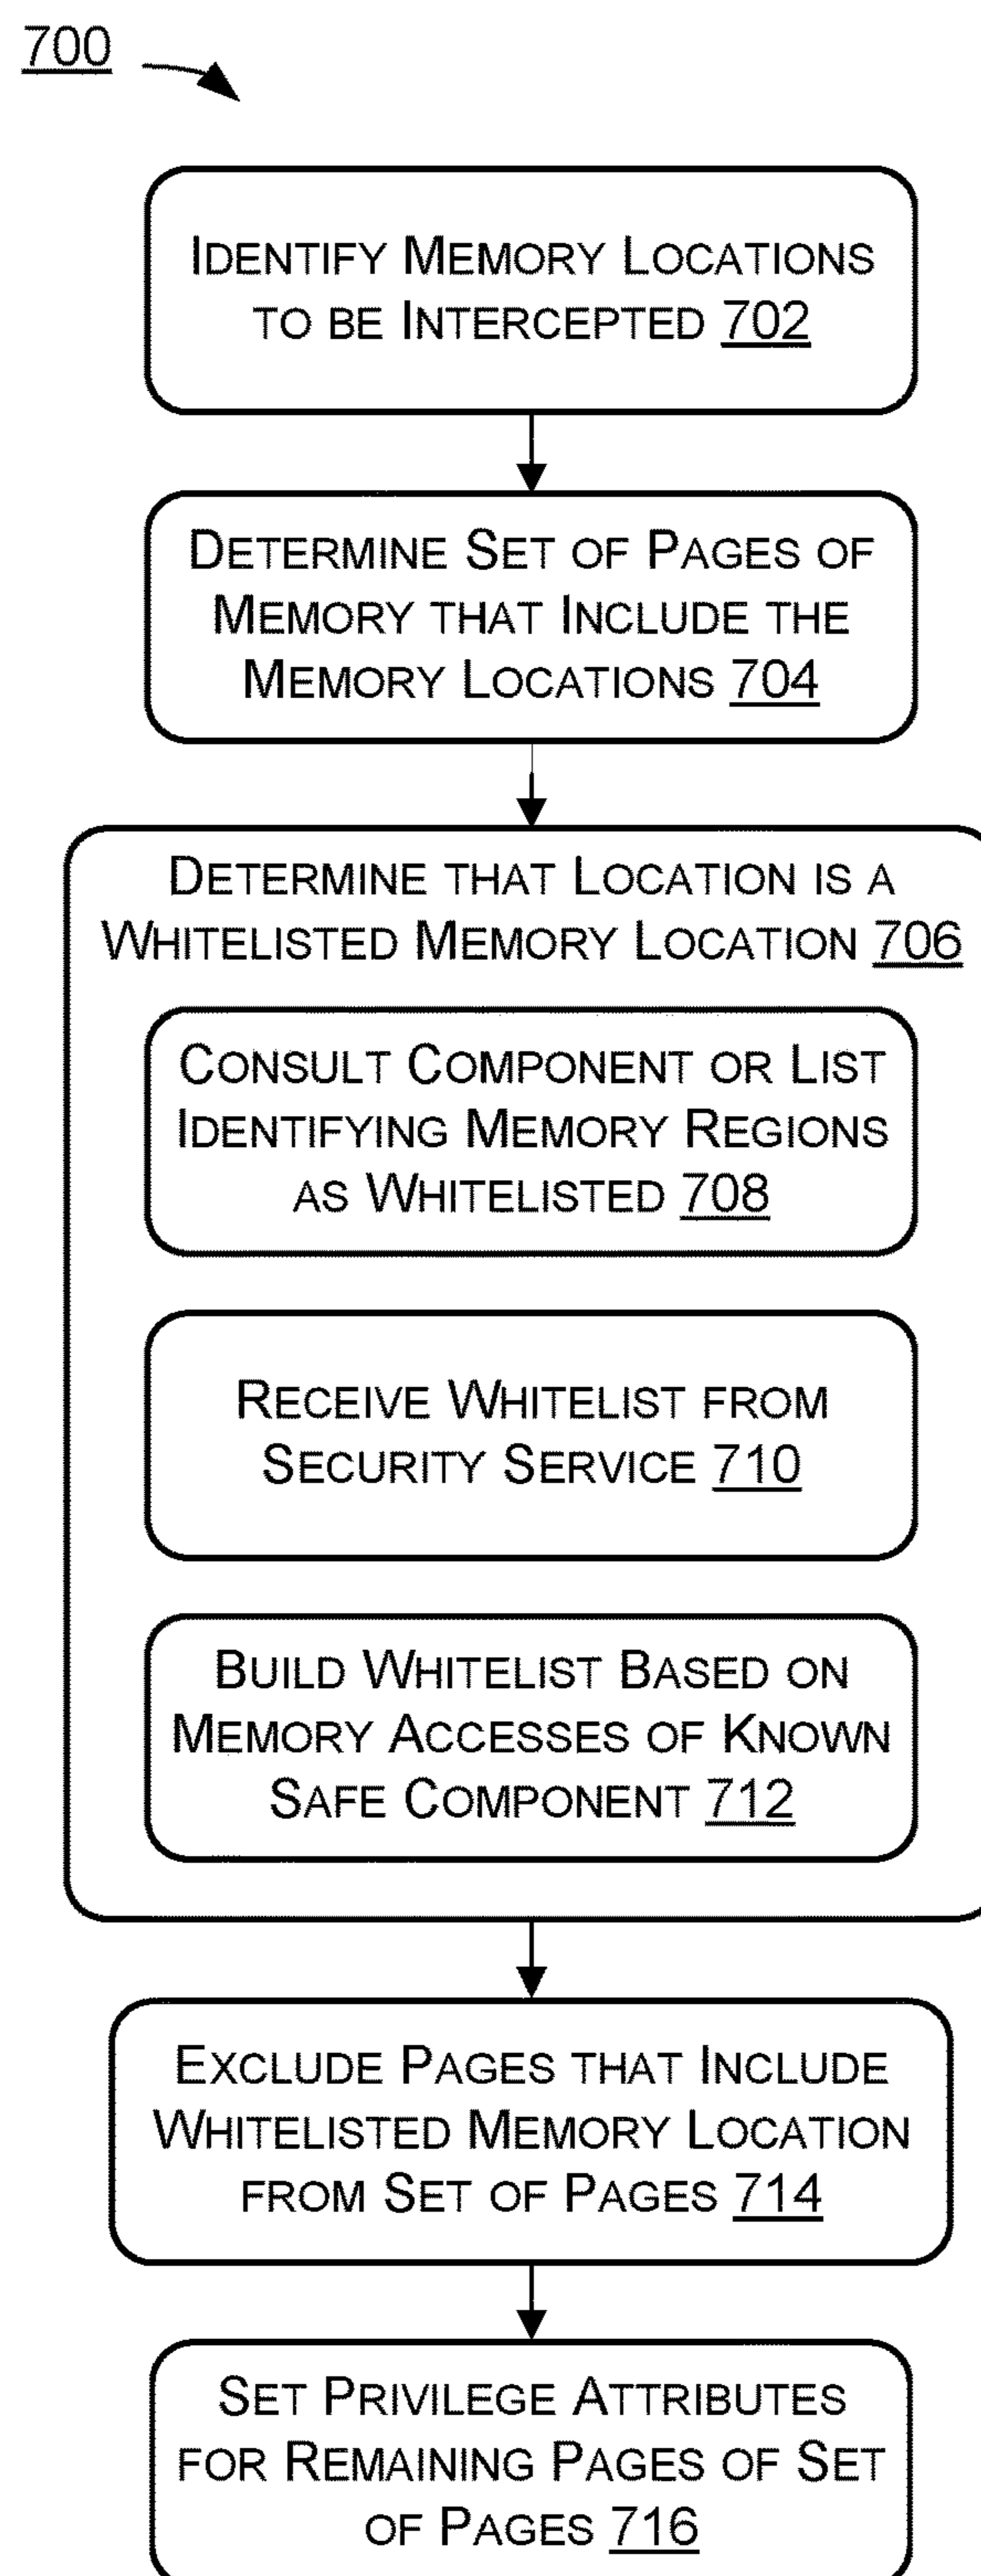 700
IDENTIFY MEMORY LOCATIONS
TO BE INTERCEPTED 702
DETERMINE SET OF PAGES OF
MEMORY THAT INCLUDE THE
MEMORY LOCATIONS 704
DETERMINE THAT LOCATION IS A
WHITELISTED MEMORY LOCATION 706
CONSULT COMPONENT OR LIST
IDENTIFYING MEMORY REGIONS
AS WHITELISTED 708
RECEIVE WHITELIST FROM
SECURITY SERVICE 710
BUILD WHITELIST BASED ON
MEMORY ACCESSES OF KNOWN
SAFE COMPONENT 712
EXCLUDE PAGES THAT INCLUDE
WHITELISTED MEMORY LOCATION
FROM SET OF PAGES 714
SET PRIVILEGE ATTRIBUTES
FOR REMAINING PAGES OF SET
OF PAGES 716